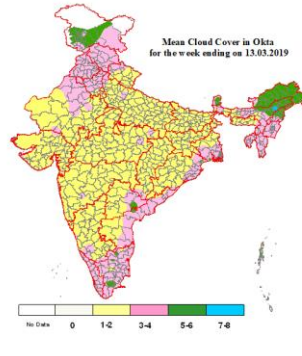 Mean Cloud Cover in Okta
for the week ending on 13.03.2019
No Data 0 1-2 3-4 5-6 7-8